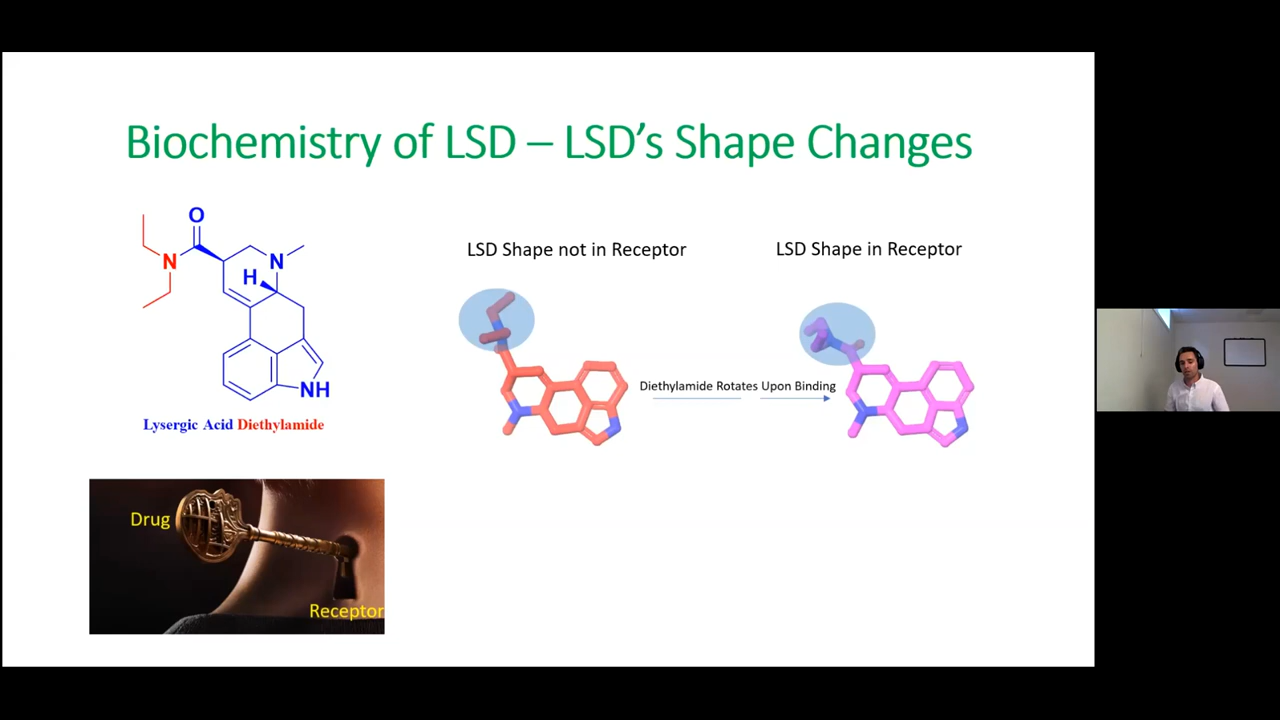 Biochemistry of LSD – LSD’s Shape Changes
O
N
N
H
NH
Lysergic Acid Diethylamide
LSD Shape not in Receptor
LSD Shape in Receptor
Diethylamide Rotates Upon Binding
Drug
Receptor